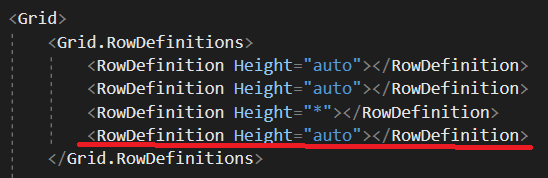 <Grid>
<Grid.RowDefinitions>
<RowDefinition Height="auto"></RowDefinition>
<RowDefinition Height="auto"></RowDefinition>
<RowDefinition Height="*"></RowDefinition>
<RowDefinition Height="auto"></RowDefinition>
</Grid.RowDefinitions>